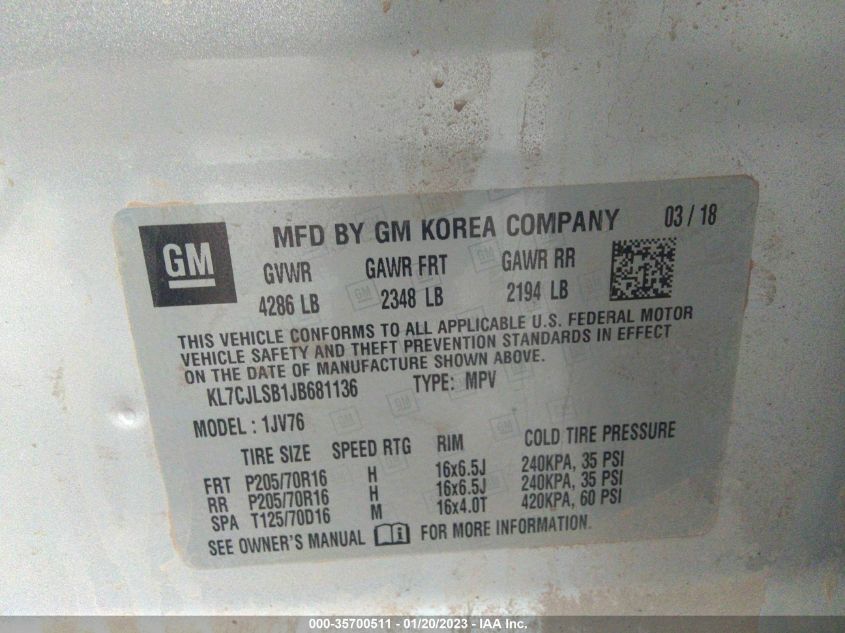 GM
MFD BY GM KOREA COMPANY 03 / 18
GVWR GAWR FRT GAWR RR
4286 LB 2348 LB 2194 LB
THIS VEHICLE CONFORMS TO ALL APPLICABLE U.S. FEDERAL MOTOR
VEHICLE SAFETY AND THEFT PREVENTION STANDARDS IN EFFECT
ON THE DATE OF MANUFACTURE SHOWN ABOVE.
KL7CJLSB1JB681136 TYPE: MPV
MODEL : 1JV76
TIRE SIZE SPEED RTG RIM COLD TIRE PRESSURE
FRT P205/70R16 H 16x6.5J 240KPA, 35 PSI
RR P205/70R16 H 16x6.5J 240KPA, 35 PSI
SPA T125/70D16 M 16x4.0T 420KPA, 60 PSI
SEE OWNER'S MANUAL FOR MORE INFORMATION.
000-35700511 - 01/20/2023 - IAA Inc.